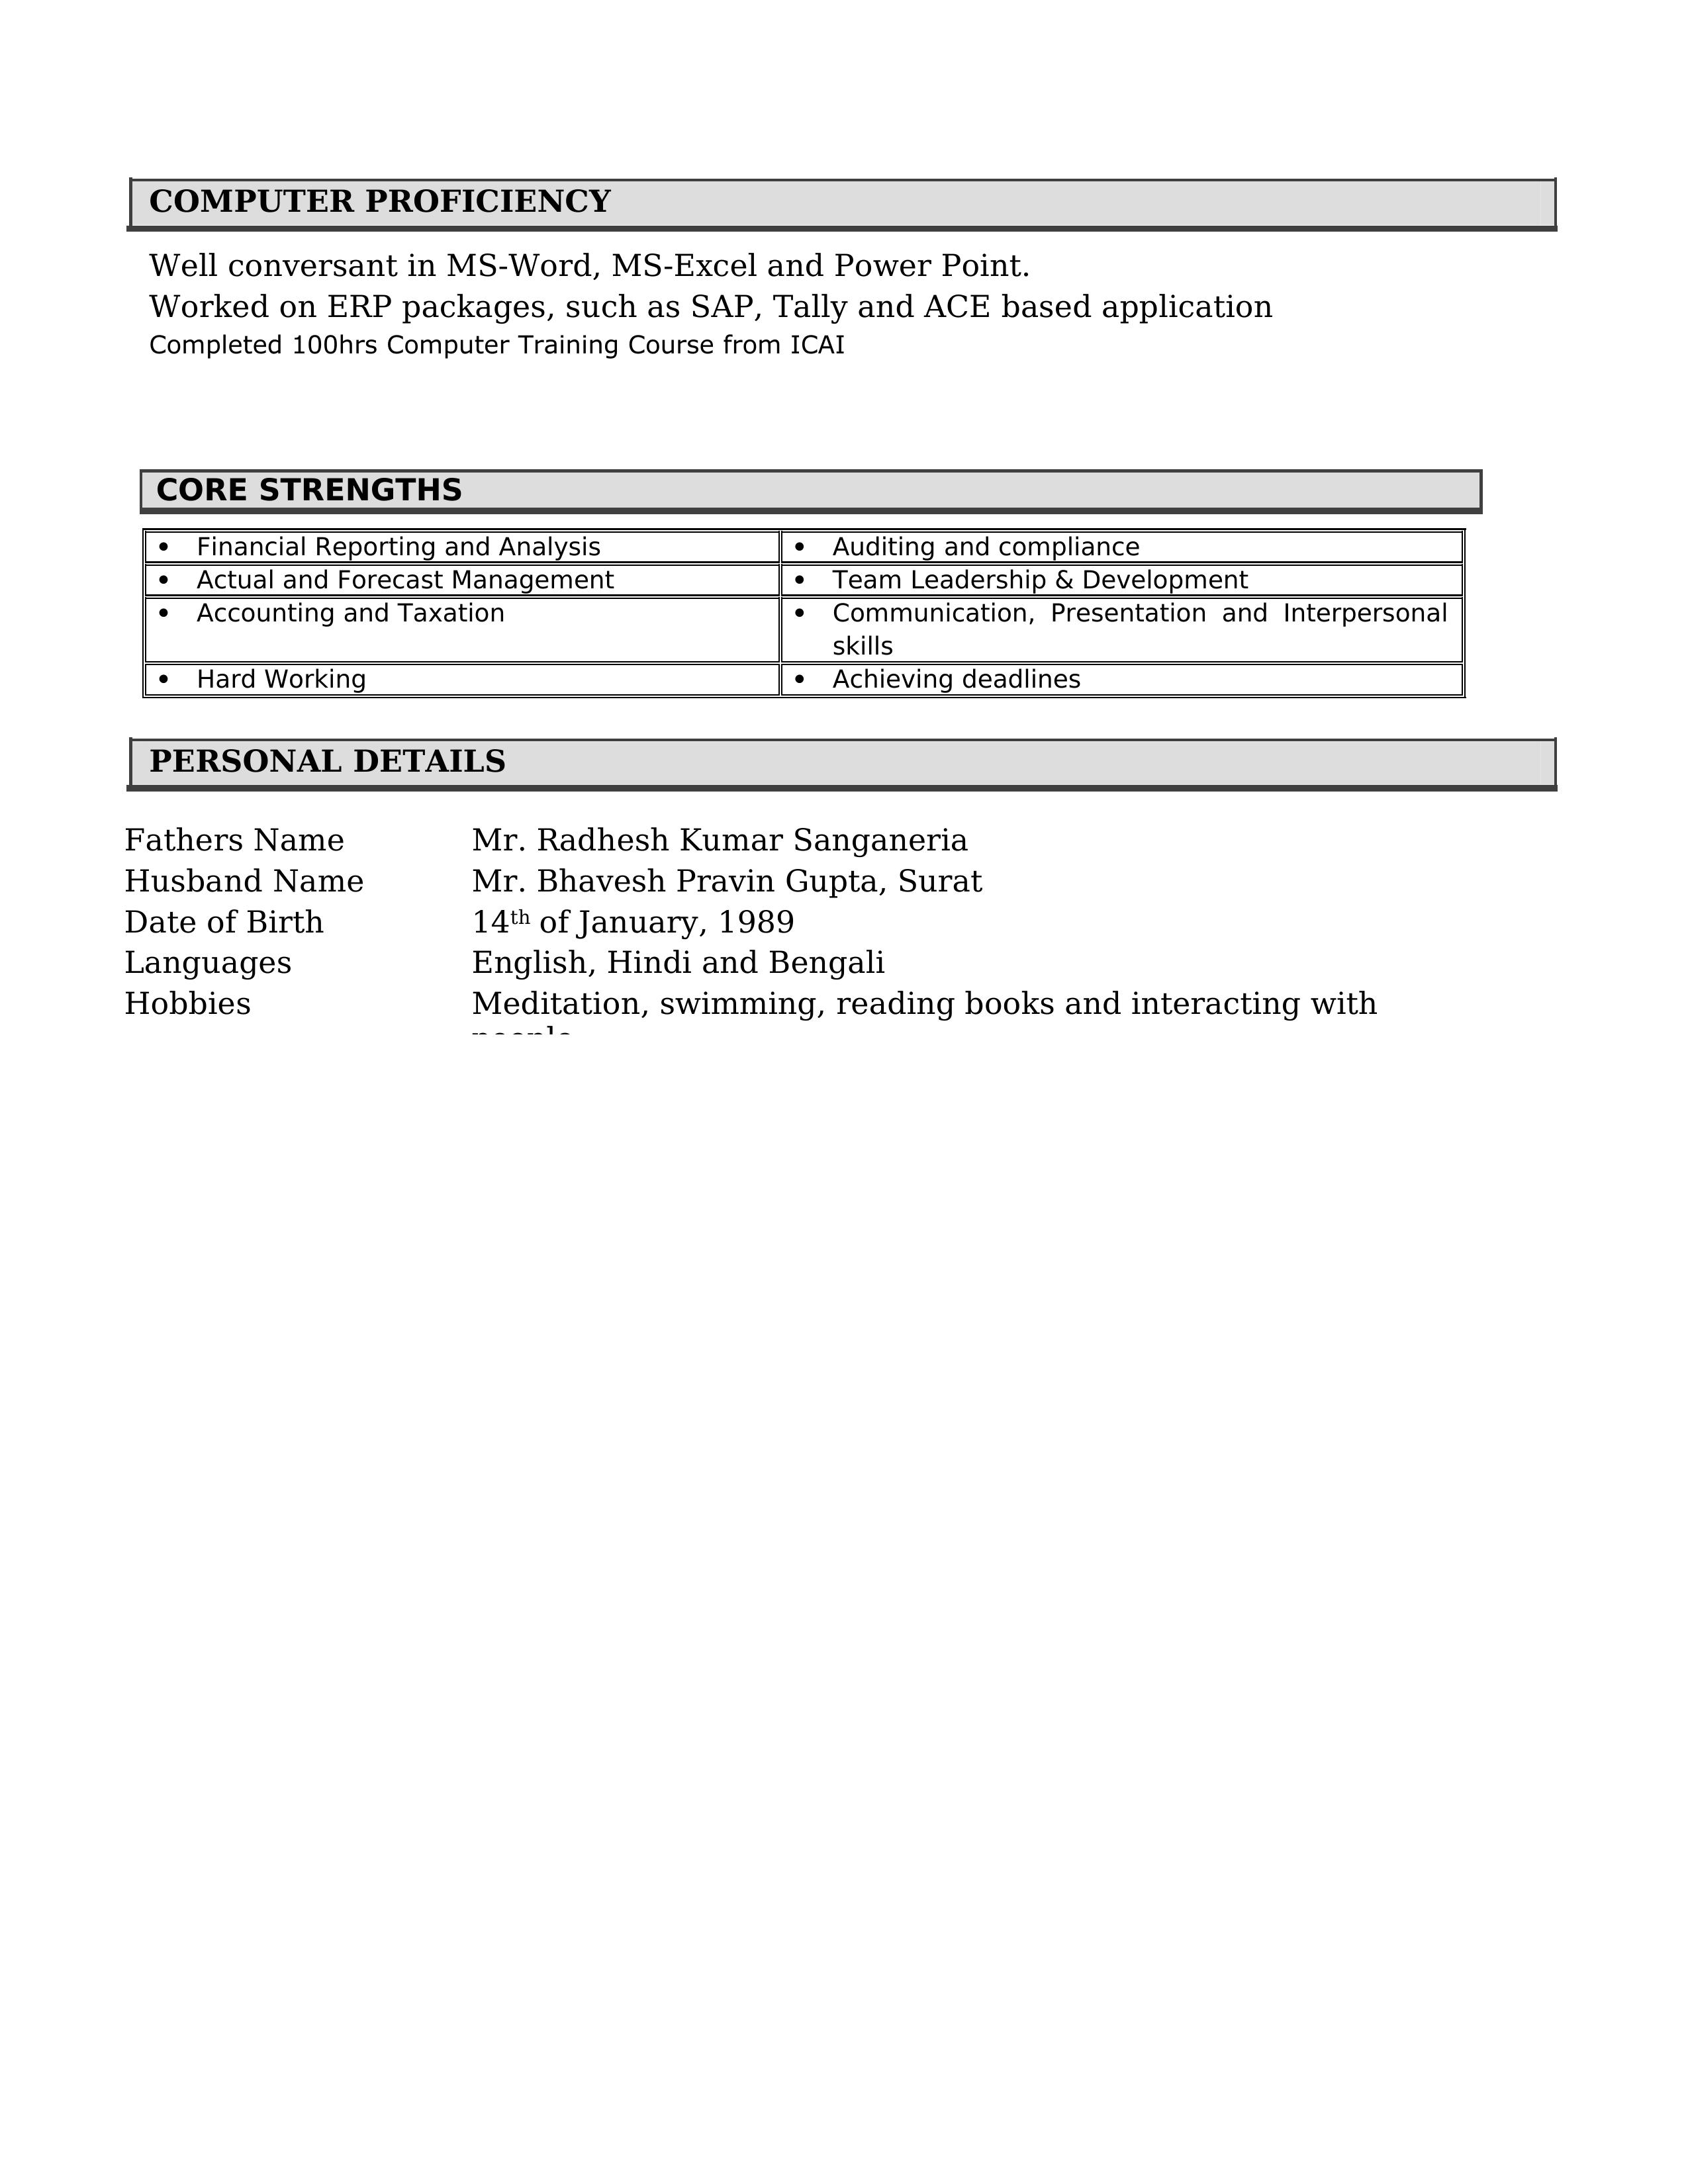 COMPUTER PROFICIENCY
Well conversant in MS-Word, MS-Excel and Power Point.
Worked on ERP packages, such as SAP, Tally and ACE based application
Completed 100hrs Computer Training Course from ICAI
CORE STRENGTHS
• Financial Reporting and Analysis • Auditing and compliance
• Actual and Forecast Management • Team Leadership & Development
• Accounting and Taxation • Communication, Presentation and Interpersonal
skills
• Hard Working • Achieving deadlines
PERSONAL DETAILS
Fathers Name Mr. Radhesh Kumar Sanganeria
Husband Name Mr. Bhavesh Pravin Gupta, Surat
Date of Birth 14th of January, 1989
Languages English, Hindi and Bengali
Hobbies Meditation, swimming, reading books and interacting with